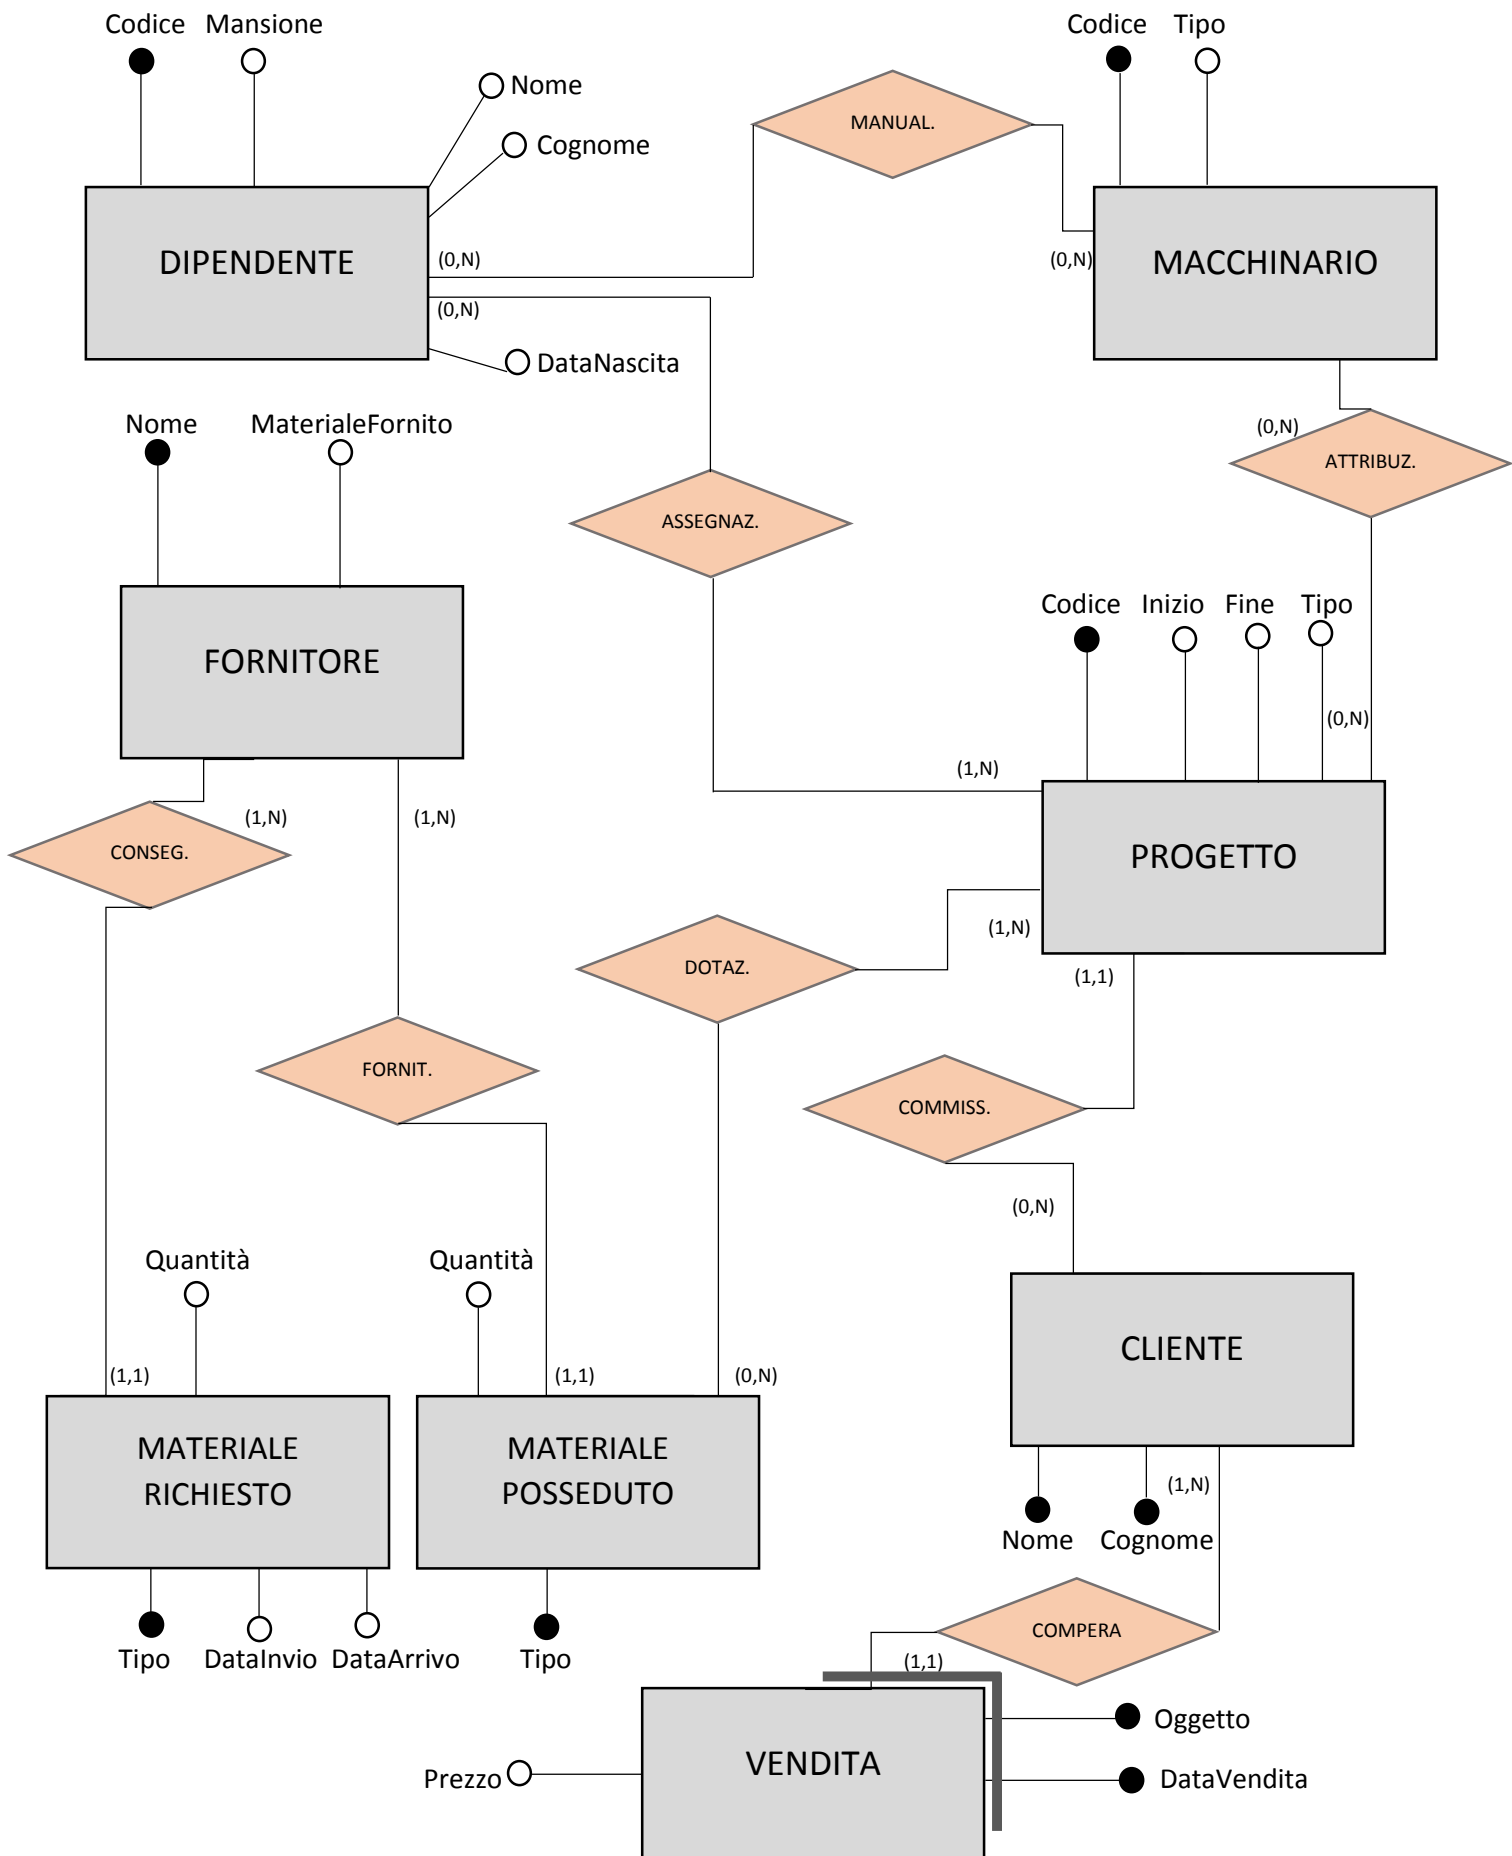 Codice Mansione
Codice Tipo
Nome
MANUAL.
Cognome
DIPENDENTE
(0,N)
(0,N)
MACCHINARIO
(0,N)
DataNascita
Nome MaterialeFornito
(0,N)
ATTRIBUZ.
ASSEGNAZ.
Codice Inizio Fine Tipo
FORNITORE
(0,N)
(1,N)
(1,N)
(1,N)
CONSEG.
PROGETTO
(1,N)
DOTAZ.
(1,1)
FORNIT.
COMMISS.
(0,N)
Quantità
Quantità
CLIENTE
(1,1)
(1,1)
(0,N)
MATERIALE
RICHIESTO
MATERIALE
POSSEDUTO
(1,N)
Nome Cognome
Tipo DataInvio DataArrivo
Tipo
COMPERA
(1,1)
Oggetto
VENDITA
Prezzo
DataVendita